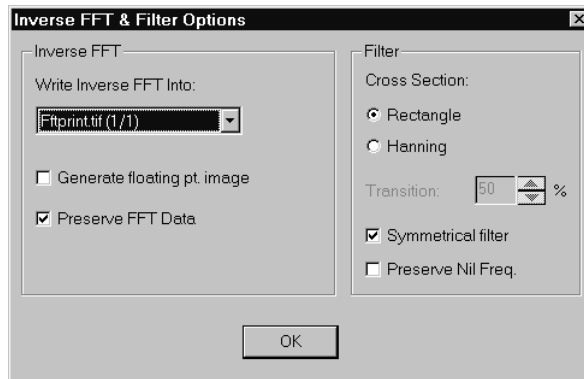 Inverse FFT & Filter Options
Inverse FFT
Write Inverse FFT Into:
Fftprint.tif (1/1)
Generate floating pt. image
Preserve FFT Data
Filter
Cross Section:
Rectangle
Hanning
Transition: 50 %
Symmetrical filter
Preserve Nil Freq.
OK